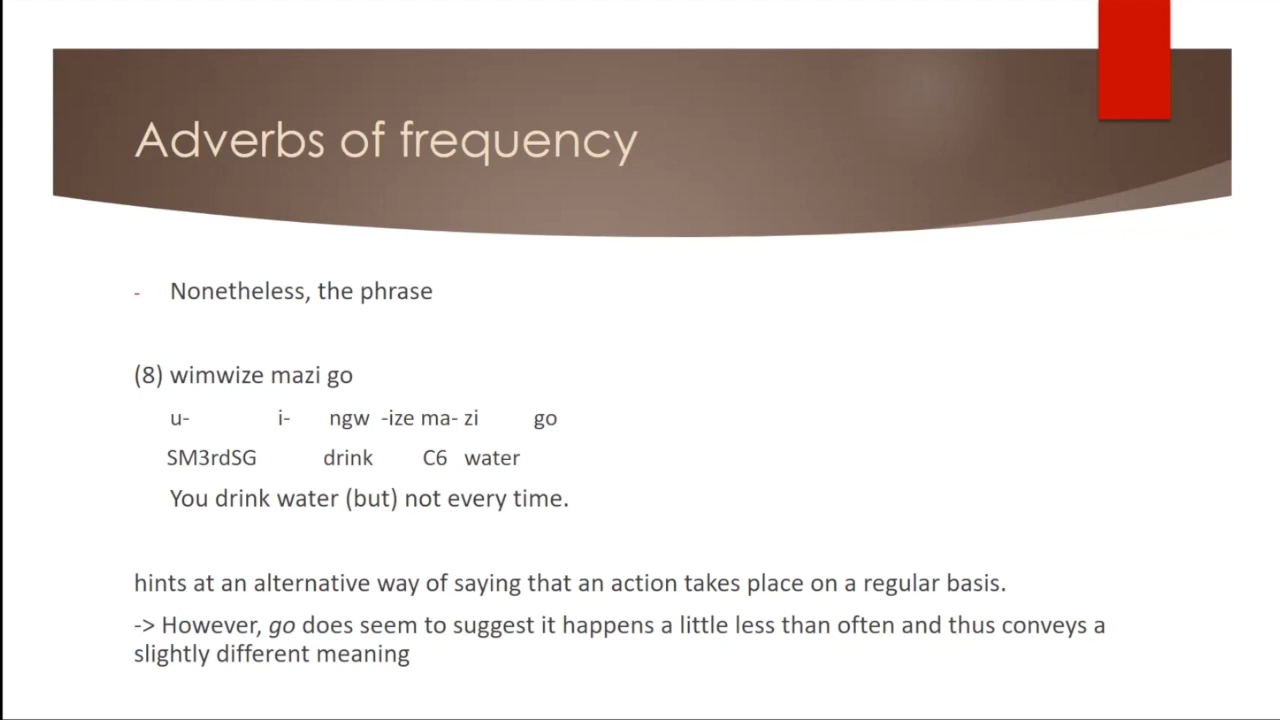 Adverbs of frequency
- Nonetheless, the phrase
(8) wimwize mazi go
u- i- ngw -ize ma- zi go
SM3rdSG drink C6 water
You drink water (but) not every time.
hints at an alternative way of saying that an action takes place on a regular basis.
-> However, go does seem to suggest it happens a little less than often and thus conveys a
slightly different meaning